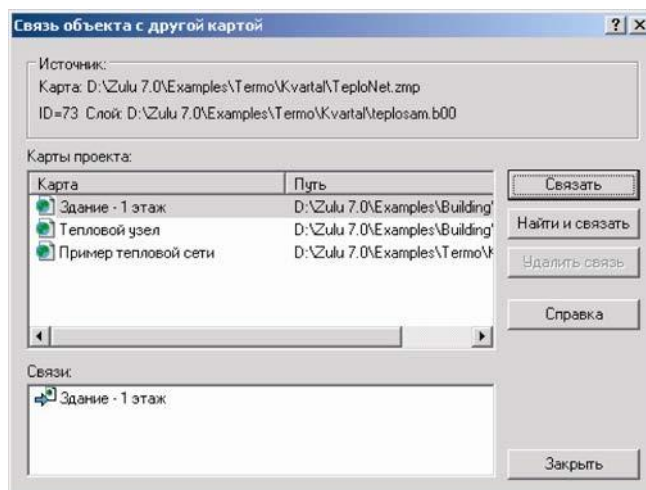 Связь объекта с другой картой
Источник:
Карта: D:\Zulu 7.0\Examples\Termo\Kvartal\TeploNet.zmp
ID=73 Слой: D:\Zulu 7.0\Examples\Termo\Kvartal\teplosam.b00
Карты проекта:
Карта Путь
Здание - 1 этаж D:\Zulu 7.0\Examples\Building'
Тепловой узел D:\Zulu 7.0\Examples\Building'
Пример тепловой сети D:\Zulu 7.0\Examples\Termo\K
Связать
Найти и связать
Удалить связь
Справка
Связи:
Здание - 1 этаж
Закрыть